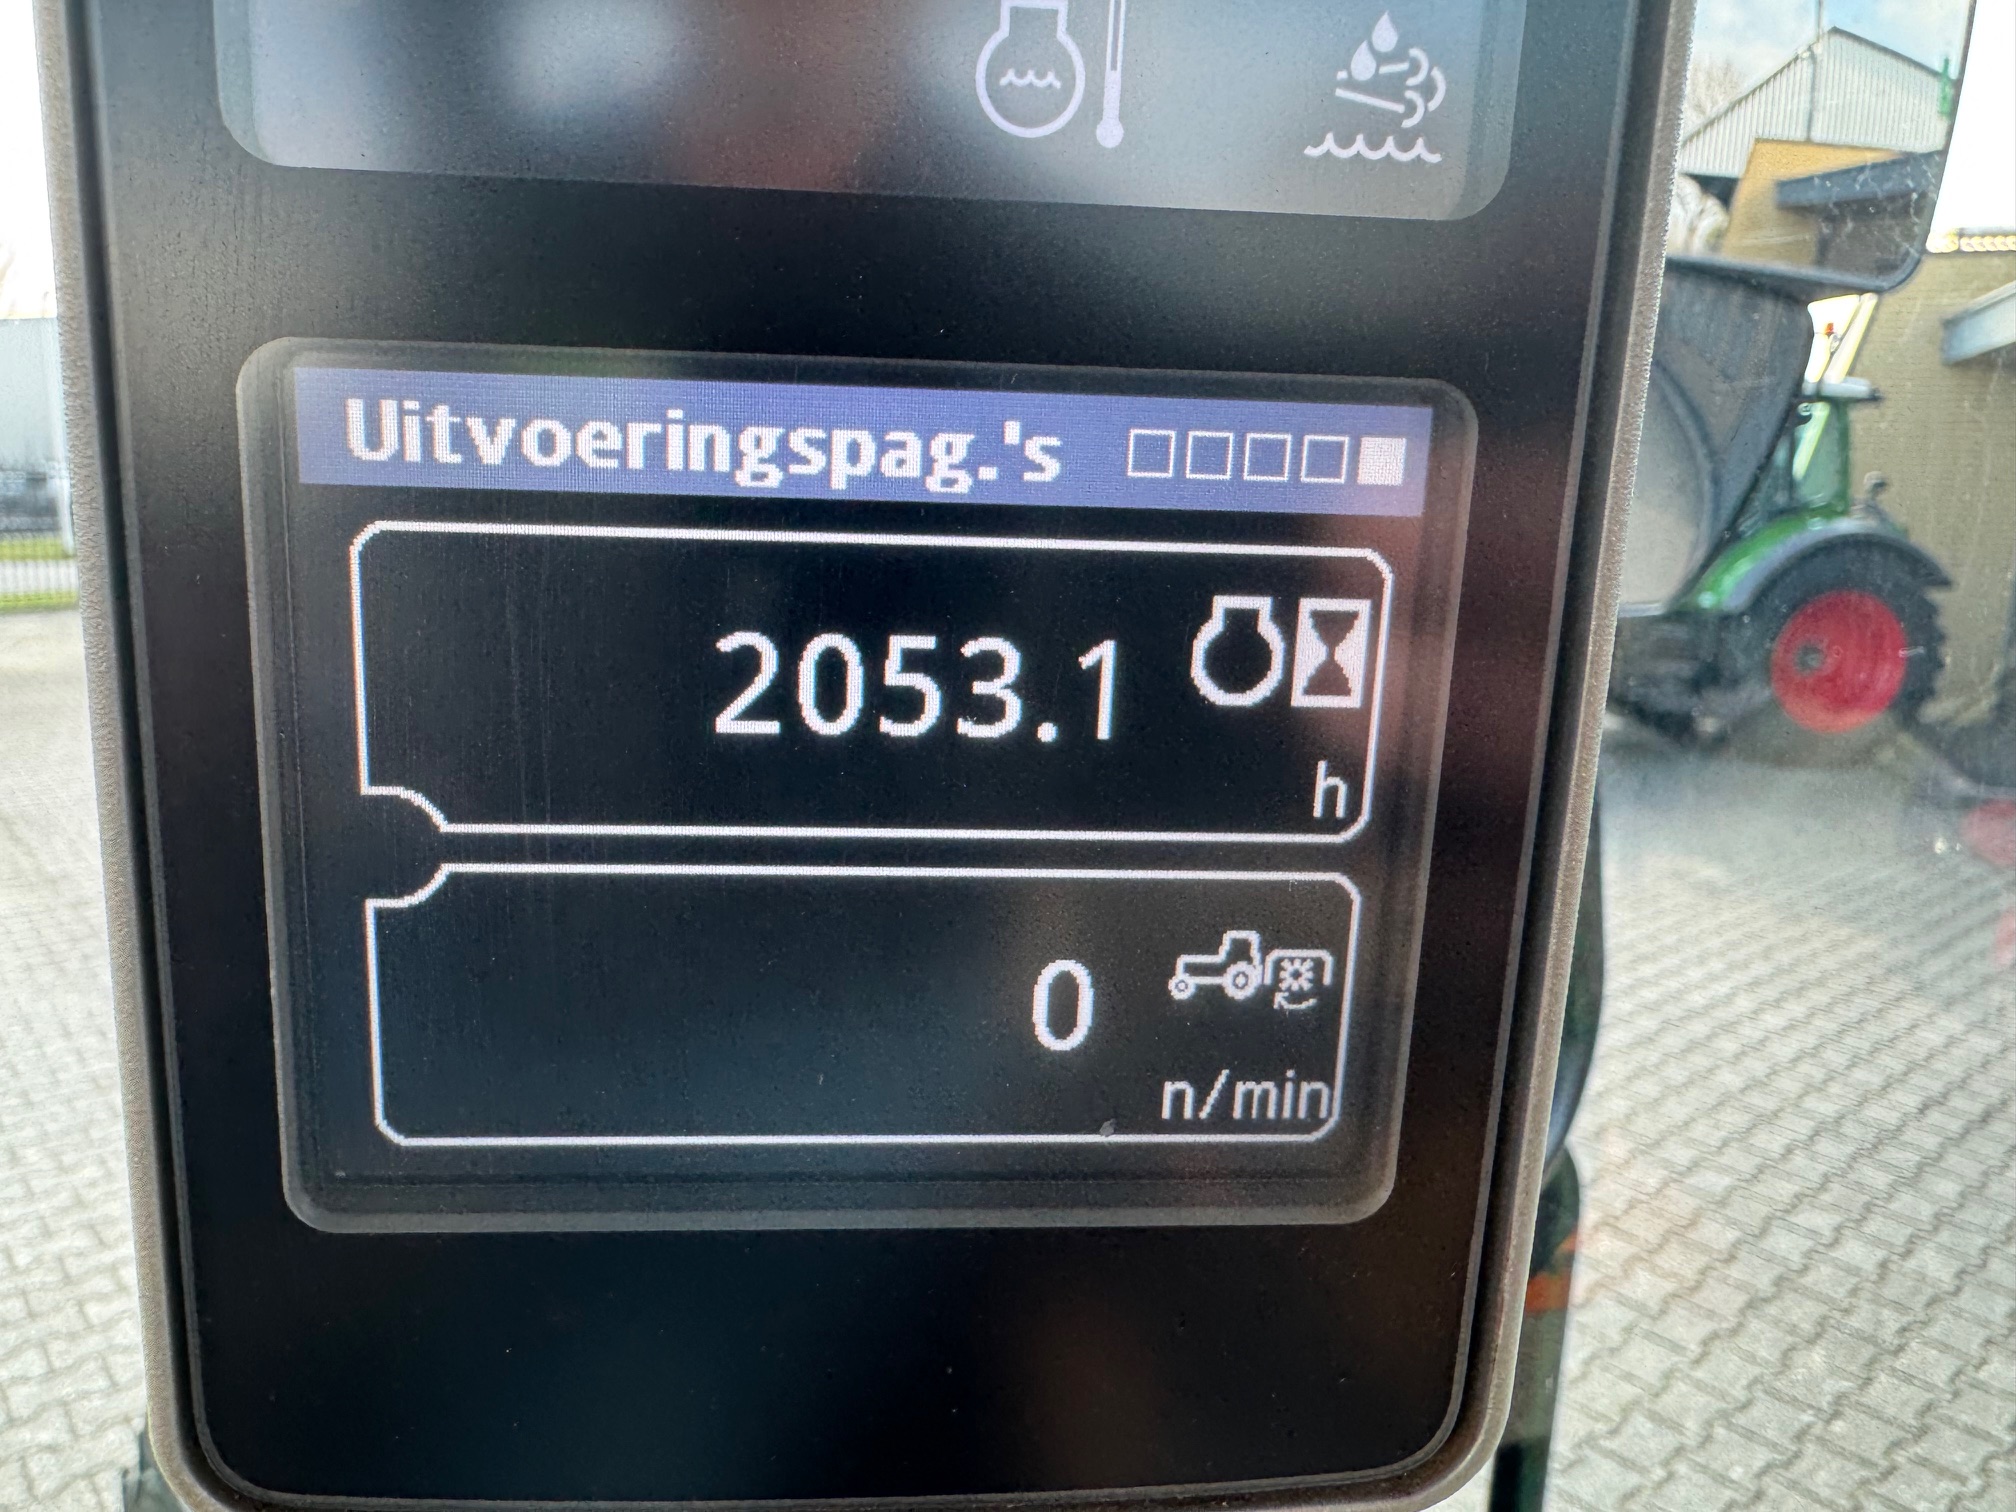 Uitvoeringspag.'s
2053.1
h
0
n/min